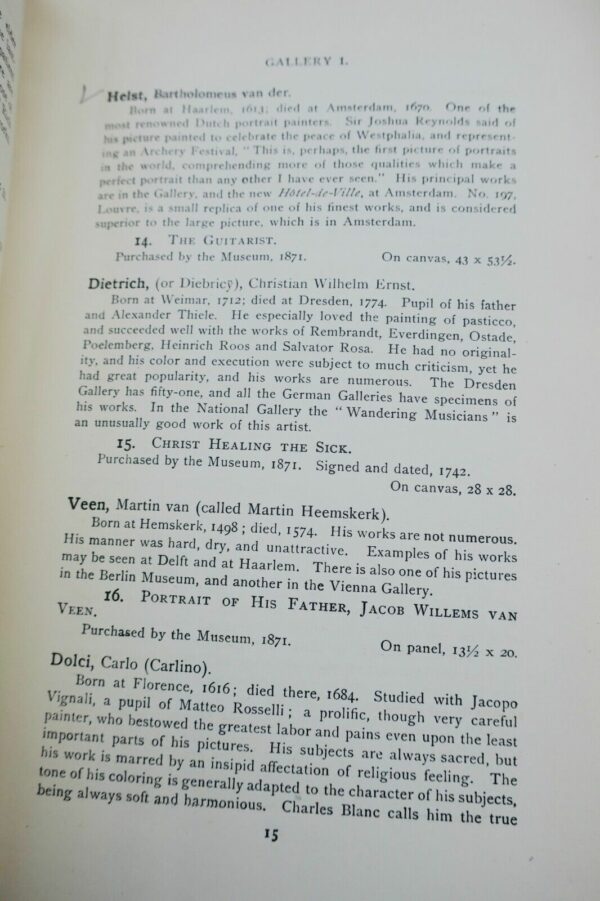 GALLERY I.
Helst, Bartholomeus van der.
Born at Haarlem, 1613; died at Amsterdam, 1670. One of the
most renowned Dutch portrait painters. Sir Joshua Reynolds said of
his picture painted to celebrate the peace of Westphalia, and represent-
ing an Archery Festival, "This is, perhaps, the first picture of portraits
in the world, comprehending more of those qualities which make a
perfect portrait than any other I have ever seen." His principal works
are in the Gallery, and the new Hôtel-de-Ville, at Amsterdam. No. 197,
Louvre, is a small replica of one of his finest works, and is considered
superior to the large picture, which is in Amsterdam.
14. THE GUITARIST.
Purchased by the Museum, 1871. On canvas, 43 x 53½.
Dietrich, (or Diebricy), Christian Wilhelm Ernst.
Born at Weimar, 1712; died at Dresden, 1774. Pupil of his father
and Alexander Thiele. He especially loved the painting of pasticco,
and succeeded well with the works of Rembrandt, Everdingen, Ostade,
Poelemberg, Heinrich Roos and Salvator Rosa. He had no original-
ity, and his color and execution were subject to much criticism, yet he
had great popularity, and his works are numerous. The Dresden
Gallery has fifty-one, and all the German Galleries have specimens of
his works. In the National Gallery the "Wandering Musicians" is
an unusually good work of this artist.
15. CHRIST HEALING THE SICK.
Purchased by the Museum, 1871. Signed and dated, 1742.
On canvas, 28 x 28.
Veen, Martin van (called Martin Heemskerk).
Born at Hemskerk, 1498; died, 1574. His works are not numerous.
His manner was hard, dry, and unattractive. Examples of his works
may be seen at Delft and at Haarlem. There is also one of his pictures
in the Berlin Museum, and another in the Vienna Gallery.
16. PORTRAIT OF HIS FATHER, JACOB WILLEMS VAN
VEEN.
Purchased by the Museum, 1871. On panel, 13½ x 20.
Dolci, Carlo (Carlino).
Born at Florence, 1616; died there, 1684. Studied with Jacopo
Vignali, a pupil of Matteo Rosselli; a prolific, though very careful
painter, who bestowed the greatest labor and pains even upon the least
important parts of his pictures. His subjects are always sacred, but
his work is marred by an insipid affectation of religious feeling. The
tone of his coloring is generally adapted to the character of his subjects,
being always soft and harmonious. Charles Blanc calls him the true
15